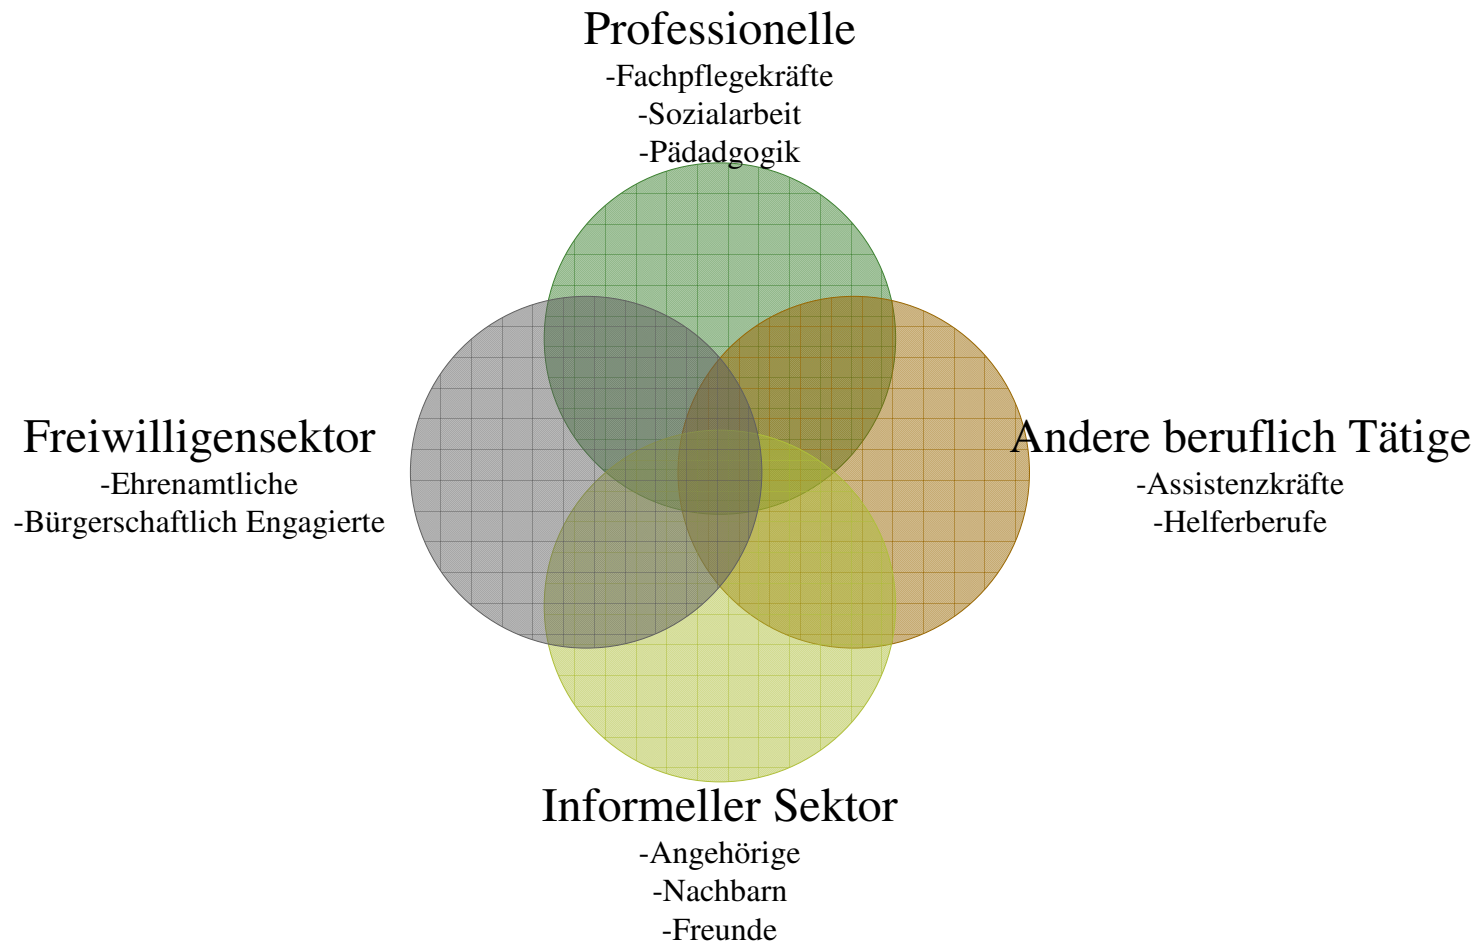 Professionelle
-Fachpflegekräfte
-Sozialarbeit
-Pädadgogik
Freiwilligensektor
-Ehrenamtliche
-Bürgerschaftlich Engagierte
Andere beruflich Tätige
-Assistenzkräfte
-Helferberufe
Informeller Sektor
-Angehörige
-Nachbarn
-Freunde